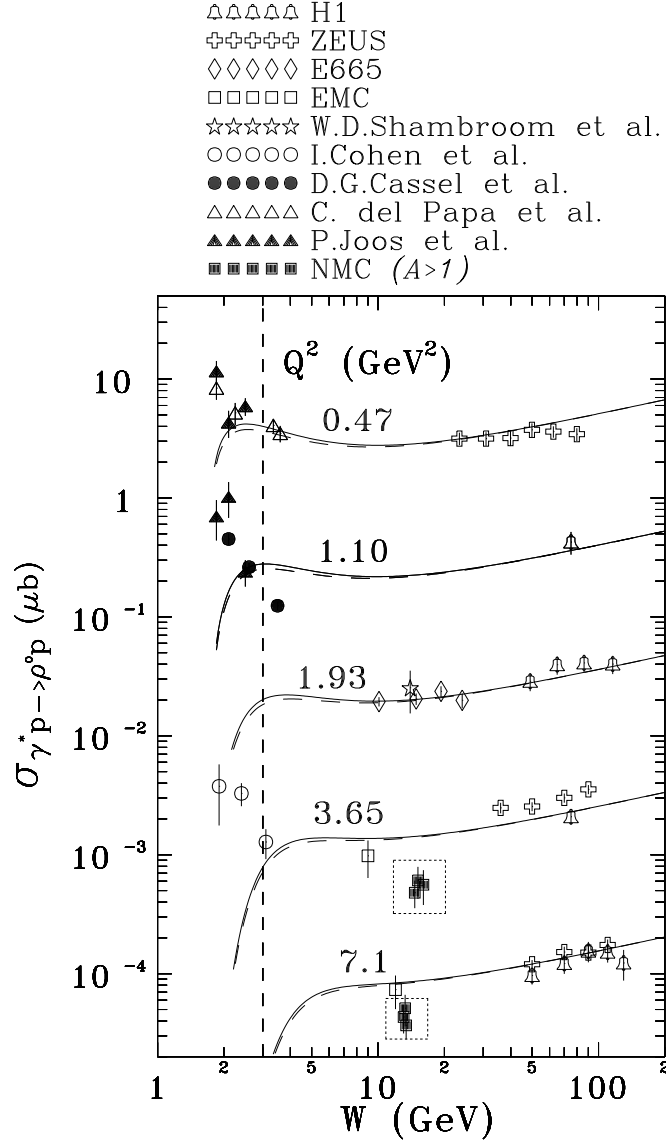 H1
ZEUS
E665
EMC
W.D.Shambroom et al.
I.Cohen et al.
D.G.Cassel et al.
C. del Papa et al.
P.Joos et al.
NMC (A>1)
Q² (GeV²)
10
0.47
1
1.10
10⁻¹
σγ*p−>ρ⁰p (μb)
1.93
10⁻²
3.65
10⁻³
7.1
10⁻⁴
1 2 5 10 2 5 100 2
W (GeV)